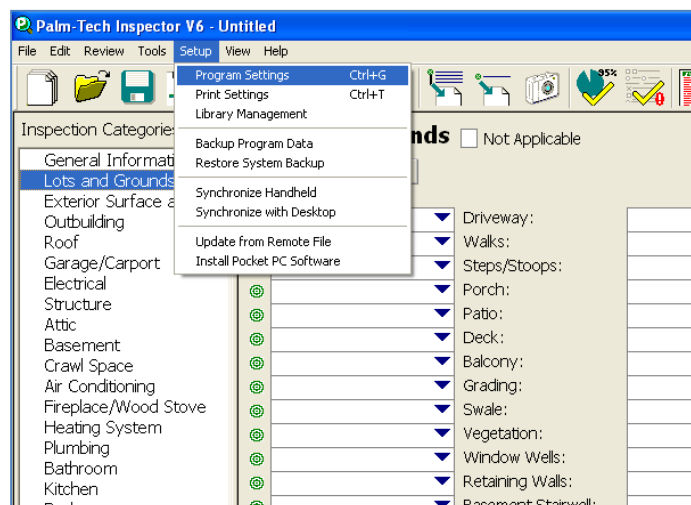 Palm-Tech Inspector V6 - Untitled
File Edit Review Tools Setup View Help
Program Settings Ctrl+G
Print Settings Ctrl+T
Library Management
Backup Program Data
Restore System Backup
Synchronize Handheld
Synchronize with Desktop
Update from Remote File
Install Pocket PC Software
95%
Inspection Categorie
nds Not Applicable
General Informati
Lots and Grounds
Exterior Surface a
Outbuilding
Roof
Garage/Carport
Electrical
Structure
Attic
Basement
Crawl Space
Air Conditioning
Fireplace/Wood Stove
Heating System
Plumbing
Bathroom
Kitchen
Driveway:
Walks:
Steps/Stoops:
Porch:
Patio:
Deck:
Balcony:
Grading:
Swale:
Vegetation:
Window Wells:
Retaining Walls:
Basement Stairwell: